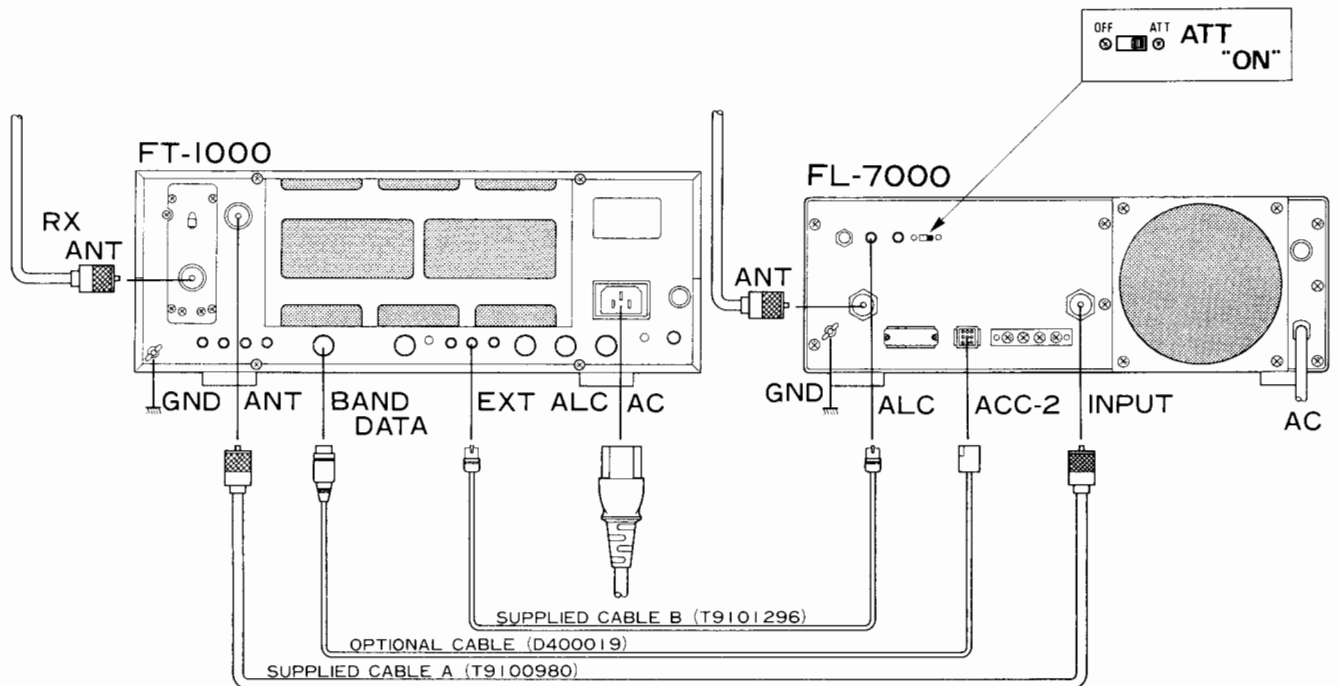 OFF ATT ATT
"ON"
FT-1000
FL-7000
RX
ANT
ANT
GND ANT BAND DATA EXT ALC AC
GND ALC ACC-2 INPUT AC
SUPPLIED CABLE B (T9101296)
OPTIONAL CABLE (D400019)
SUPPLIED CABLE A (T9100980)